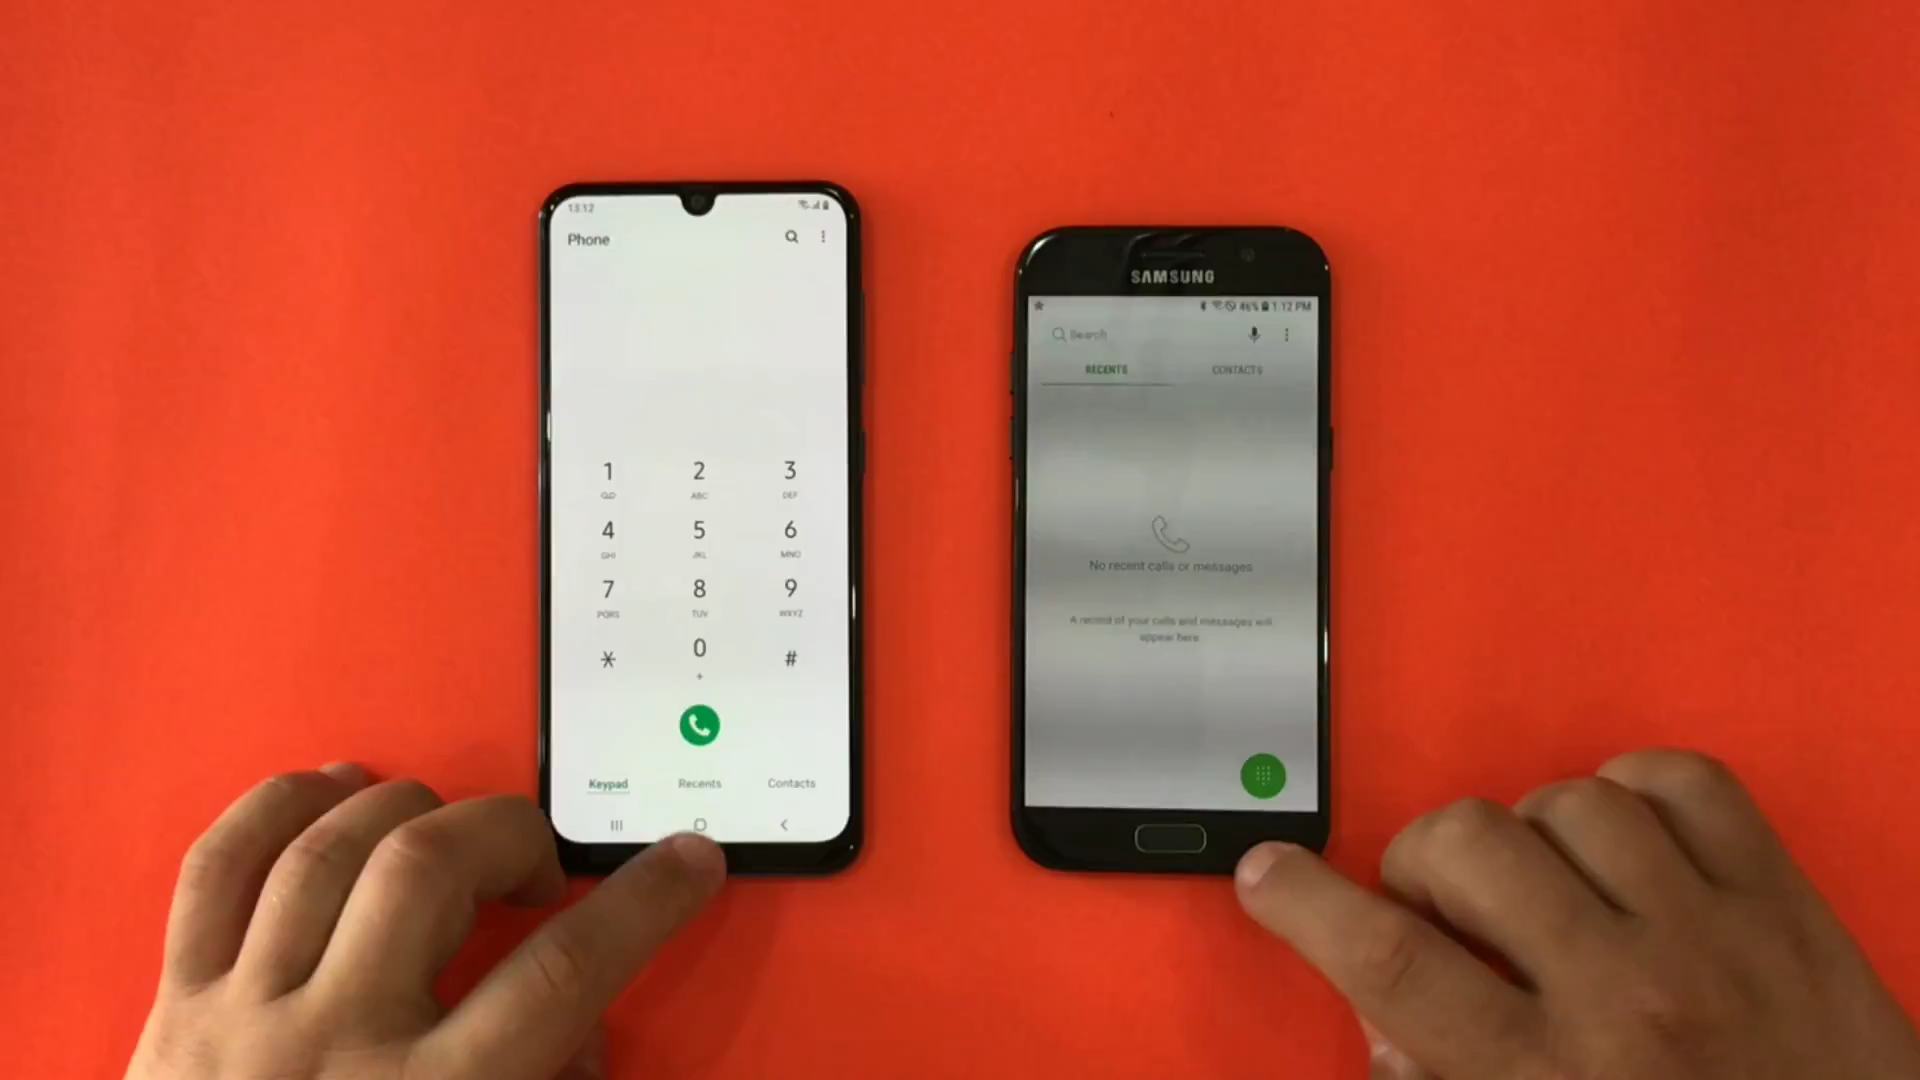 13:12
Phone
1 2 3
ABC DEF
4 5 6
GHI JKL MNO
7 8 9
PQRS TUV WXYZ
* 0 #
+
Keypad Recents Contacts
SAMSUNG
46% 1:12 PM
Search
RECENTS CONTACTS
No recent calls or messages
A record of your calls and messages will
appear here.